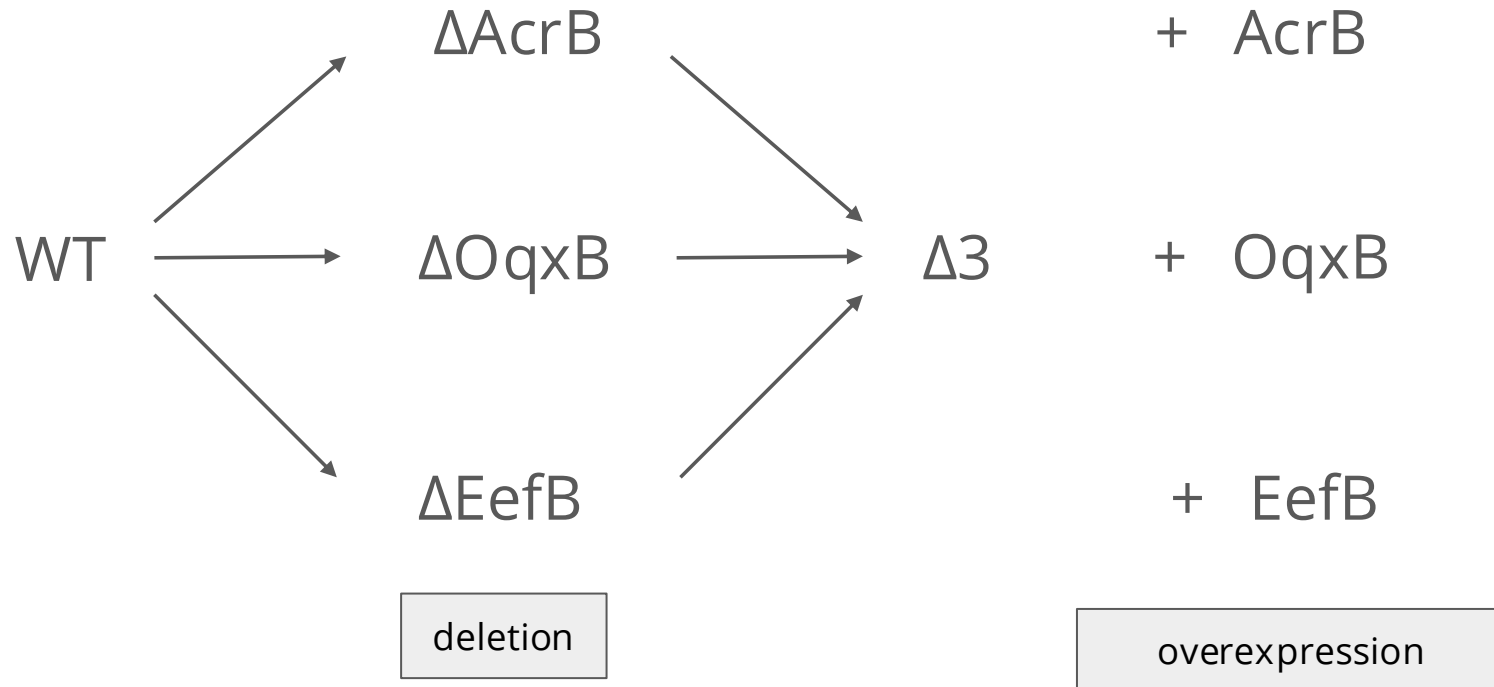 ΔAcrB
+ AcrB
WT
ΔOqxB
Δ3
+ OqxB
ΔEefB
+ EefB
deletion
overexpression